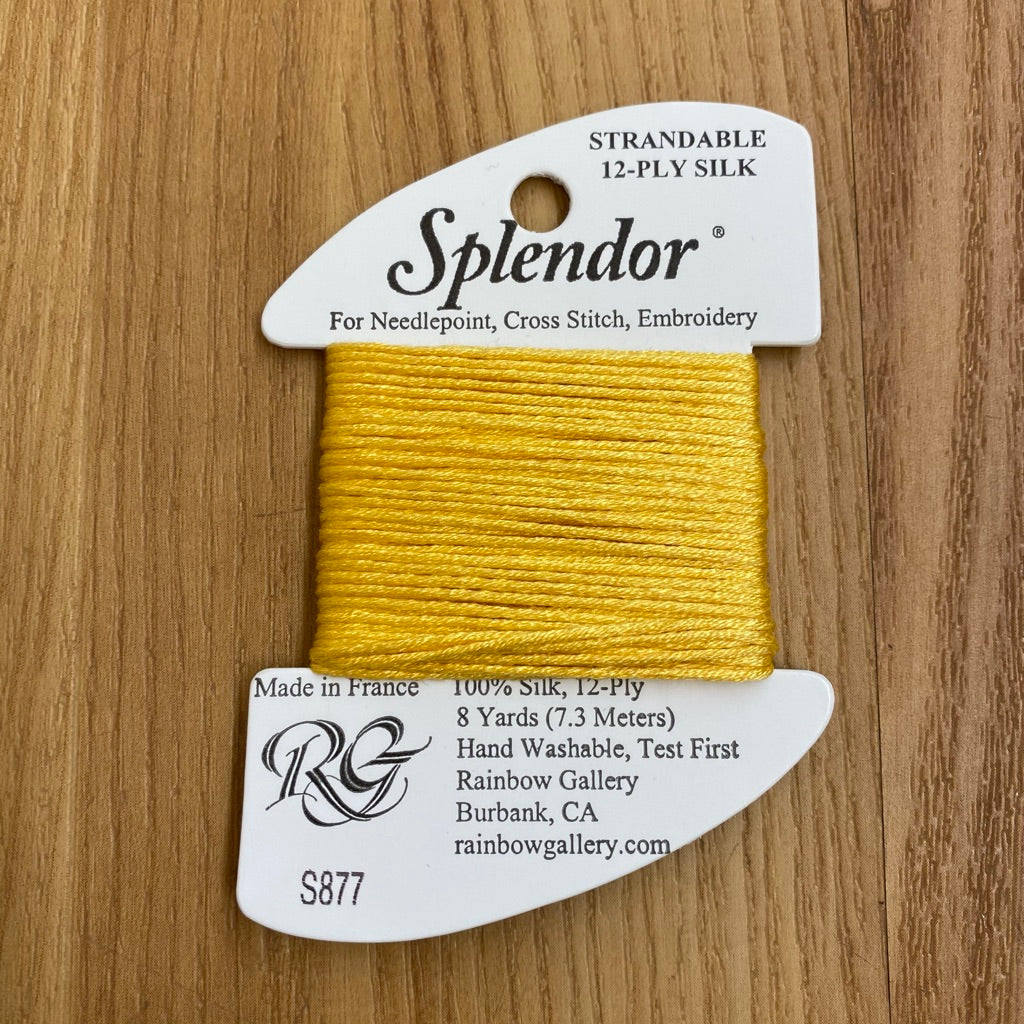 STRANDABLE
12-PLY SILK
Splendor ®
For Needlepoint, Cross Stitch, Embroidery
Made in France
100% Silk, 12-Ply
8 Yards (7.3 Meters)
Hand Washable, Test First
Rainbow Gallery
Burbank, CA
rainbowgallery.com
RG
S877